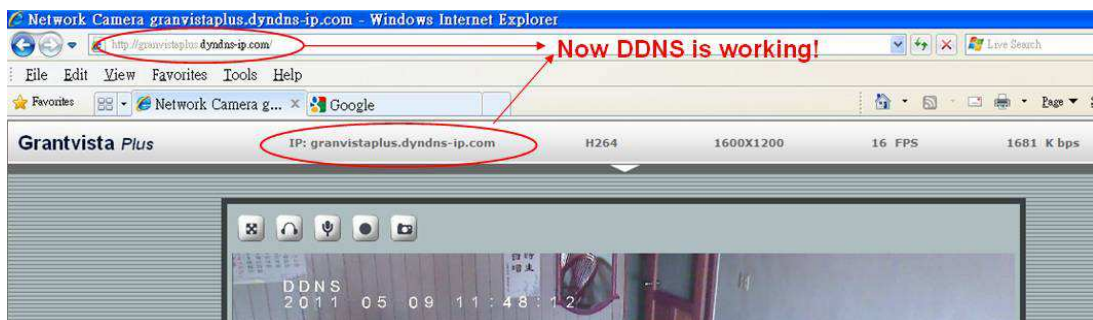 Network Camera granvistaplus.dyndns-ip.com - Windows Internet Explorer
http://granvistaplus.dyndns-ip.com/
Now DDNS is working!
Live Search
File Edit View Favorites Tools Help
Favorites Network Camera g... Google Page
Grantvista Plus IP: granvistaplus.dyndns-ip.com H264 1600X1200 16 FPS 1681 K bps
DDNS
2011 05 09 11:48:12